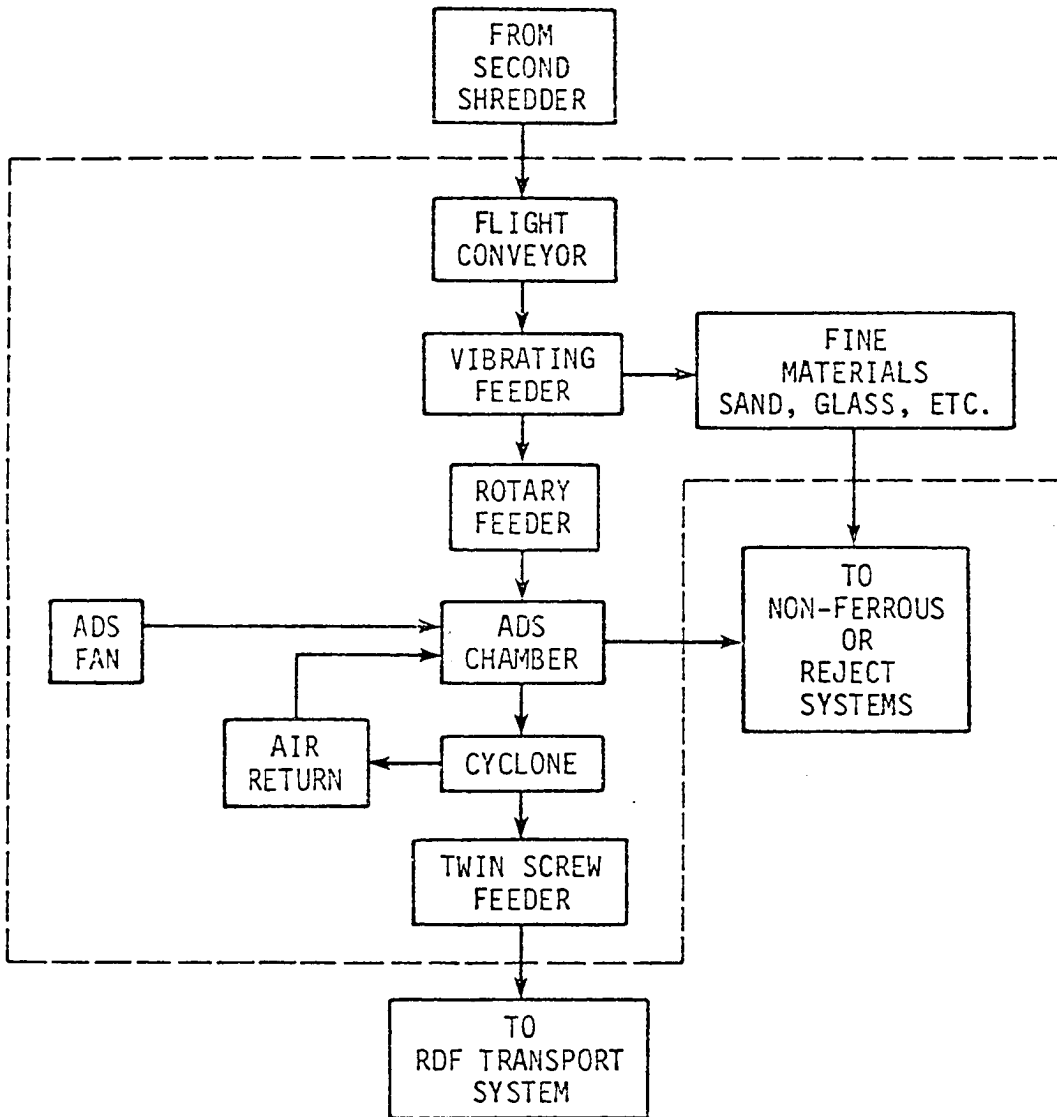 FROM
SECOND
SHREDDER
FLIGHT
CONVEYOR
VIBRATING
FEEDER
FINE
MATERIALS
SAND, GLASS, ETC.
ROTARY
FEEDER
TO
NON-FERROUS
OR
REJECT
SYSTEMS
ADS
FAN
ADS
CHAMBER
AIR
RETURN
CYCLONE
TWIN SCREW
FEEDER
TO
RDF TRANSPORT
SYSTEM